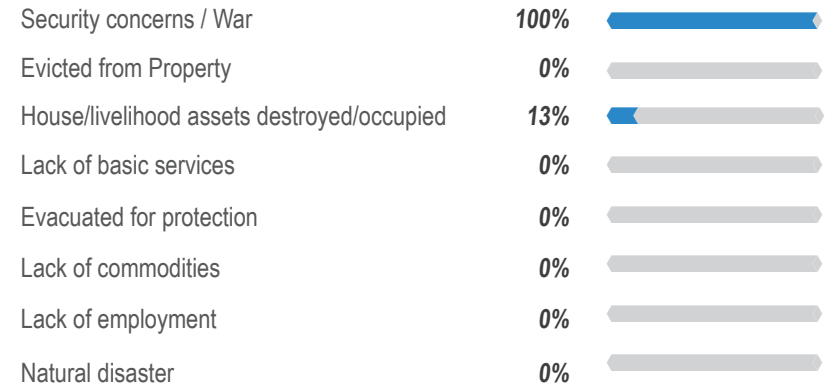 Security concerns / War 100%
Evicted from Property 0%
House/livelihood assets destroyed/occupied 13%
Lack of basic services 0%
Evacuated for protection 0%
Lack of commodities 0%
Lack of employment 0%
Natural disaster 0%